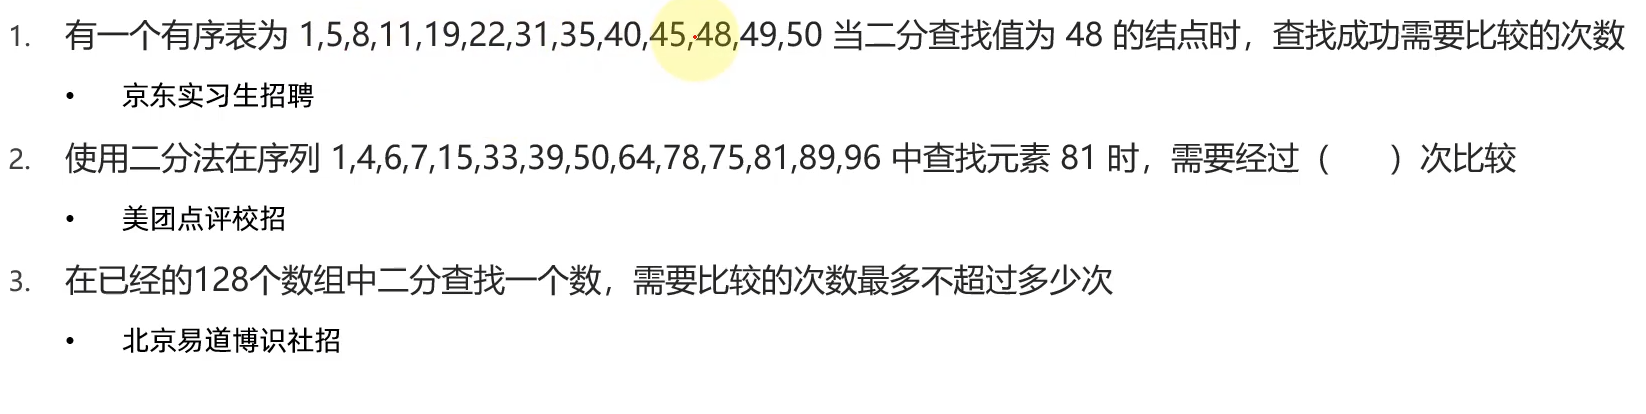 1. 有一个有序表为 1,5,8,11,19,22,31,35,40,45,48,49,50 当二分查找值为 48 的结点时，查找成功需要比较的次数
• 京东实习生招聘
2. 使用二分法在序列 1,4,6,7,15,33,39,50,64,78,75,81,89,96 中查找元素 81 时，需要经过（ ）次比较
• 美团点评校招
3. 在已经的128个数组中二分查找一个数，需要比较的次数最多不超过多少次
• 北京易道博识社招